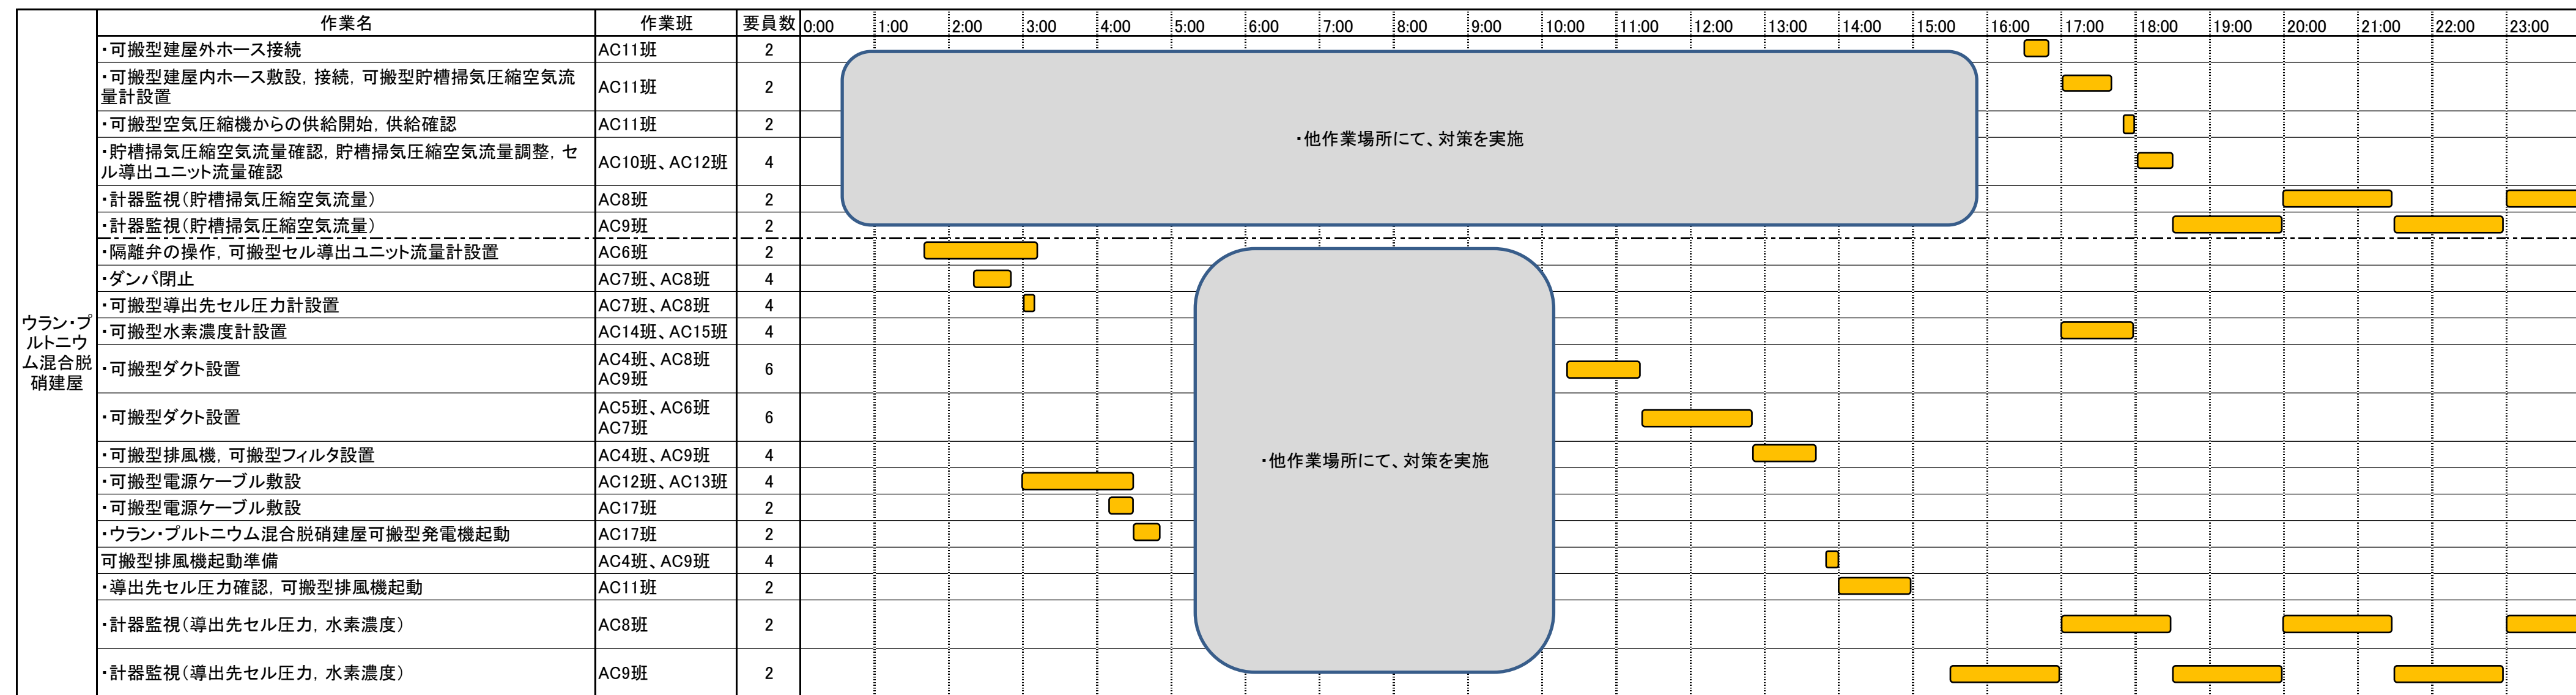 作業名 作業班 要員数 0:00 1:00 2:00 3:00 4:00 5:00 6:00 7:00 8:00 9:00 10:00 11:00 12:00 13:00 14:00 15:00 16:00 17:00 18:00 19:00 20:00 21:00 22:00 23:00
・可搬型建屋外ホース接続 AC11班 2
・可搬型建屋内ホース敷設，接続，可搬型貯槽掃気圧縮空気流
量計設置 AC11班 2
・可搬型空気圧縮機からの供給開始，供給確認 AC11班 2
・他作業場所にて、対策を実施
・貯槽掃気圧縮空気流量確認，貯槽掃気圧縮空気流量調整，セ
ル導出ユニット流量確認 AC10班、AC12班 4
・計器監視（貯槽掃気圧縮空気流量） AC8班 2
・計器監視（貯槽掃気圧縮空気流量） AC9班 2
・隔離弁の操作，可搬型セル導出ユニット流量計設置 AC6班 2
・ダンパ閉止 AC7班、AC8班 4
・可搬型導出先セル圧力計設置 AC7班、AC8班 4
ウラン・プ
ルトニウ
ム混合脱
硝建屋
・可搬型水素濃度計設置 AC14班、AC15班 4
・可搬型ダクト設置 AC4班、AC8班
AC9班 6
・可搬型ダクト設置 AC5班、AC6班
AC7班 6
・可搬型排風機，可搬型フィルタ設置 AC4班、AC9班 4
・他作業場所にて、対策を実施
・可搬型電源ケーブル敷設 AC12班、AC13班 4
・可搬型電源ケーブル敷設 AC17班 2
・ウラン・プルトニウム混合脱硝建屋可搬型発電機起動 AC17班 2
可搬型排風機起動準備 AC4班、AC9班 4
・導出先セル圧力確認，可搬型排風機起動 AC11班 2
・計器監視（導出先セル圧力，水素濃度） AC8班 2
・計器監視（導出先セル圧力，水素濃度） AC9班 2